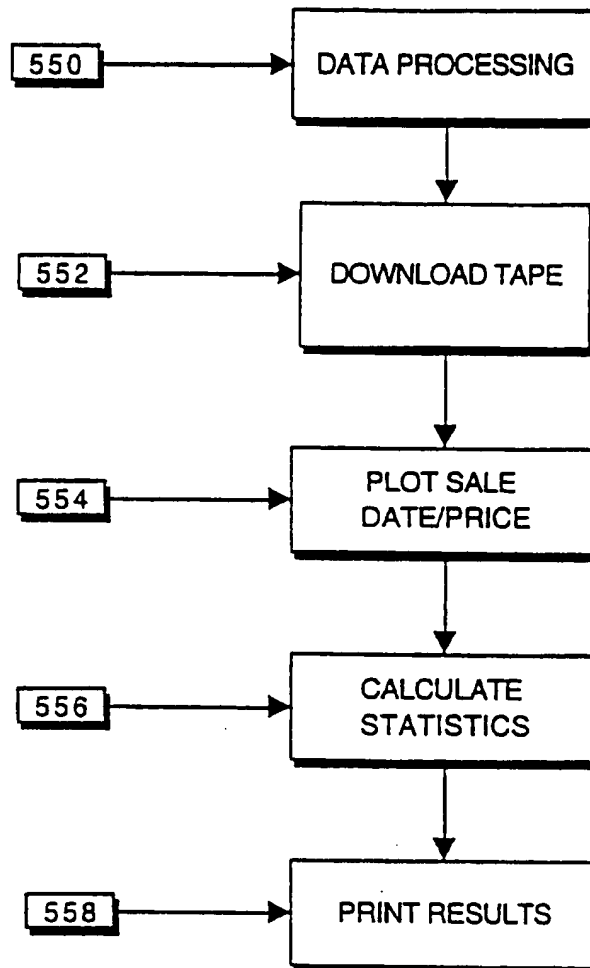 550
DATA PROCESSING
552
DOWNLOAD TAPE
554
PLOT SALE
DATE/PRICE
556
CALCULATE
STATISTICS
558
PRINT RESULTS